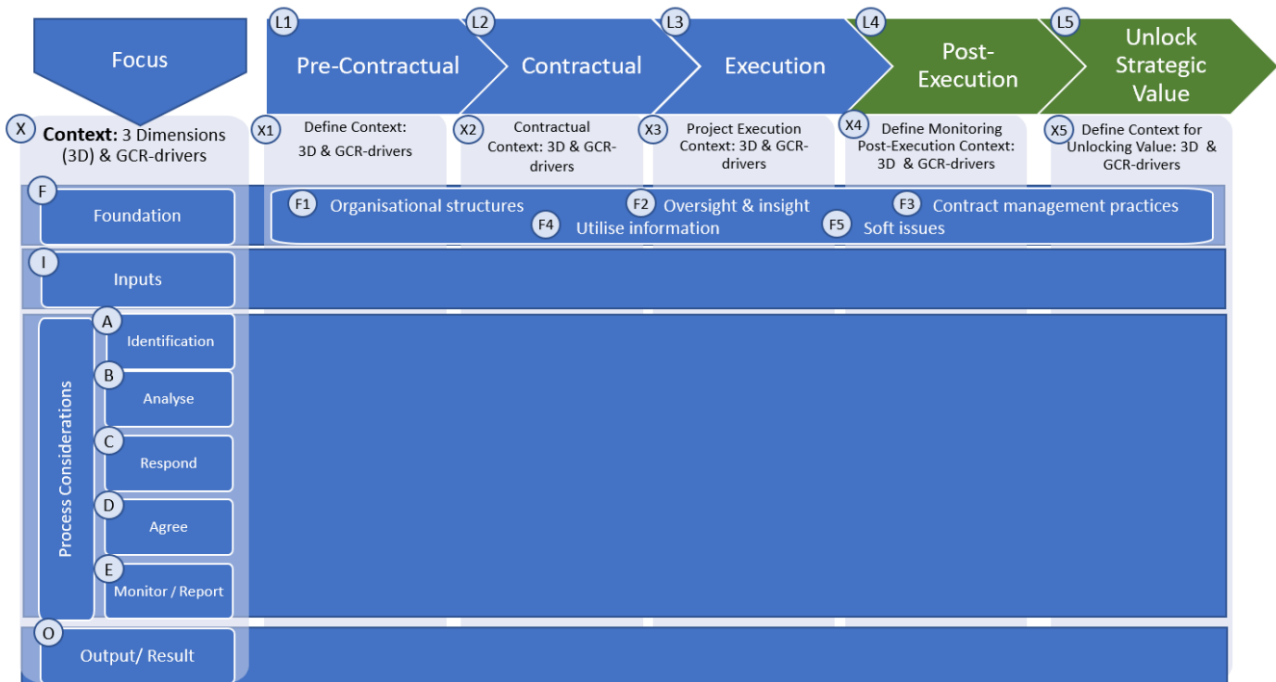 Focus
L1
Pre-Contractual
L2
Contractual
L3
Execution
L4
Post-
Execution
L5
Unlock
Strategic
Value
X
Context: 3 Dimensions
(3D) & GCR-drivers
X1
Define Context:
3D & GCR-drivers
X2
Contractual
Context: 3D & GCR-
drivers
X3
Project Execution
Context: 3D & GCR-
drivers
X4
Define Monitoring
Post-Execution Context:
3D & GCR-drivers
X5
Define Context for
Unlocking Value: 3D &
GCR-drivers
F
Foundation
F1 Organisational structures
F2 Oversight & insight
F3 Contract management practices
F4 Utilise information
F5 Soft issues
I
Inputs
Process Considerations
A
Identification
B
Analyse
C
Respond
D
Agree
E
Monitor / Report
O
Output/ Result